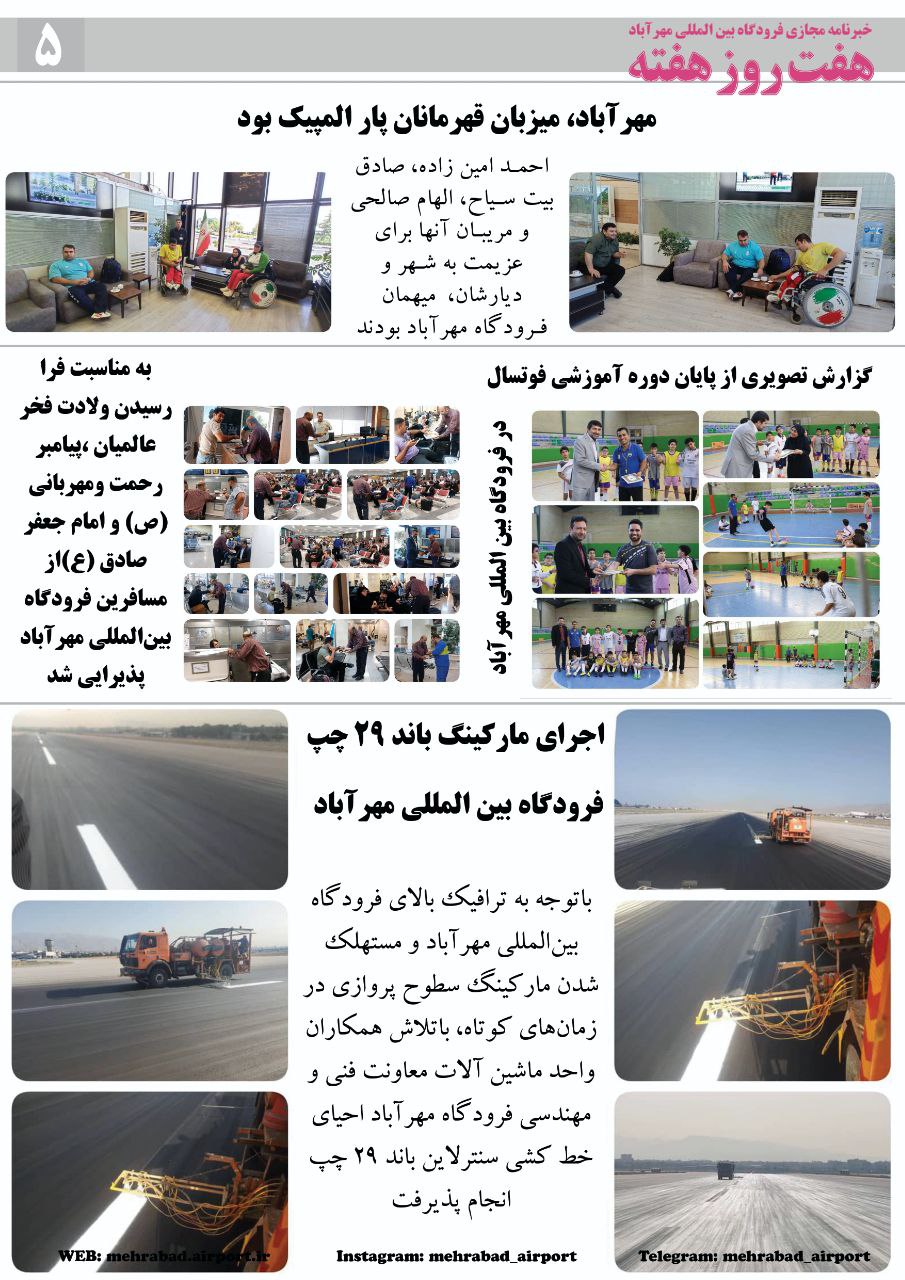 خبرنامه مجازی فرودگاه بین المللی مهرآباد
هفت روز هفته
۵
مهرآباد، میزبان قهرمانان پار المپیک بود
احمد امین زاده، صادق
بیت سیاح، الهام صالحی
و مربیان آنها برای
عزیمت به شهر و
دیارشان، میهمان
فرودگاه مهرآباد بودند
گزارش تصویری از پایان دوره آموزشی فوتسال
در فرودگاه بین المللی مهرآباد
به مناسبت فرا
رسیدن ولادت فخر
عالمیان ،پیامبر
رحمت ومهربانی
(ص) و امام جعفر
صادق (ع)از
مسافرین فرودگاه
بین‌المللی مهرآباد
پذیرایی شد
اجرای مارکینگ باند ۲۹ چپ
فرودگاه بین المللی مهرآباد
باتوجه به ترافیک بالای فرودگاه
بین‌المللی مهرآباد و مستهلک
شدن مارکینگ سطوح پروازی در
زمان‌های کوتاه، باتلاش همکاران
واحد ماشین آلات معاونت فنی و
مهندسی فرودگاه مهرآباد احیای
خط کشی سنترلاین باند ۲۹ چپ
انجام پذیرفت
WEB: mehrabad.airport.ir
Instagram: mehrabad_airport
Telegram: mehrabad_airport